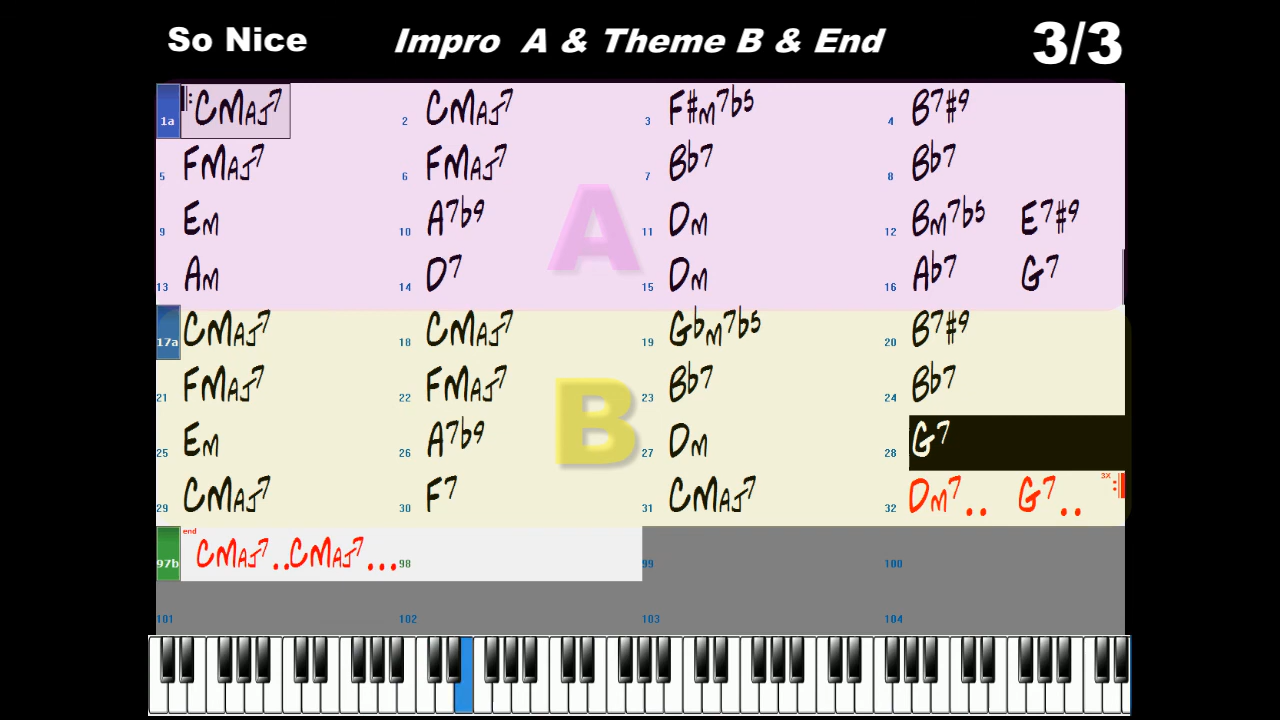 So Nice Impro A & Theme B & End 3/3
1a CMAJ7 2 CMAJ7 3 F#M7b5 4 B7#9
5 FMAJ7 6 FMAJ7 7 Bb7 8 Bb7
A
9 EM 10 A7b9 11 DM 12 BM7b5 E7#9
13 AM 14 D7 15 DM 16 Ab7 G7
17a CMAJ7 18 CMAJ7 19 GbM7b5 20 B7#9
21 FMAJ7 22 FMAJ7 23 Bb7 24 Bb7
B
25 EM 26 A7b9 27 DM 28 G7
29 CMAJ7 30 F7 31 CMAJ7 32 DM7.. G7.. 3X
end
97b CMAJ7..CMAJ7... 98 99 100
101 102 103 104